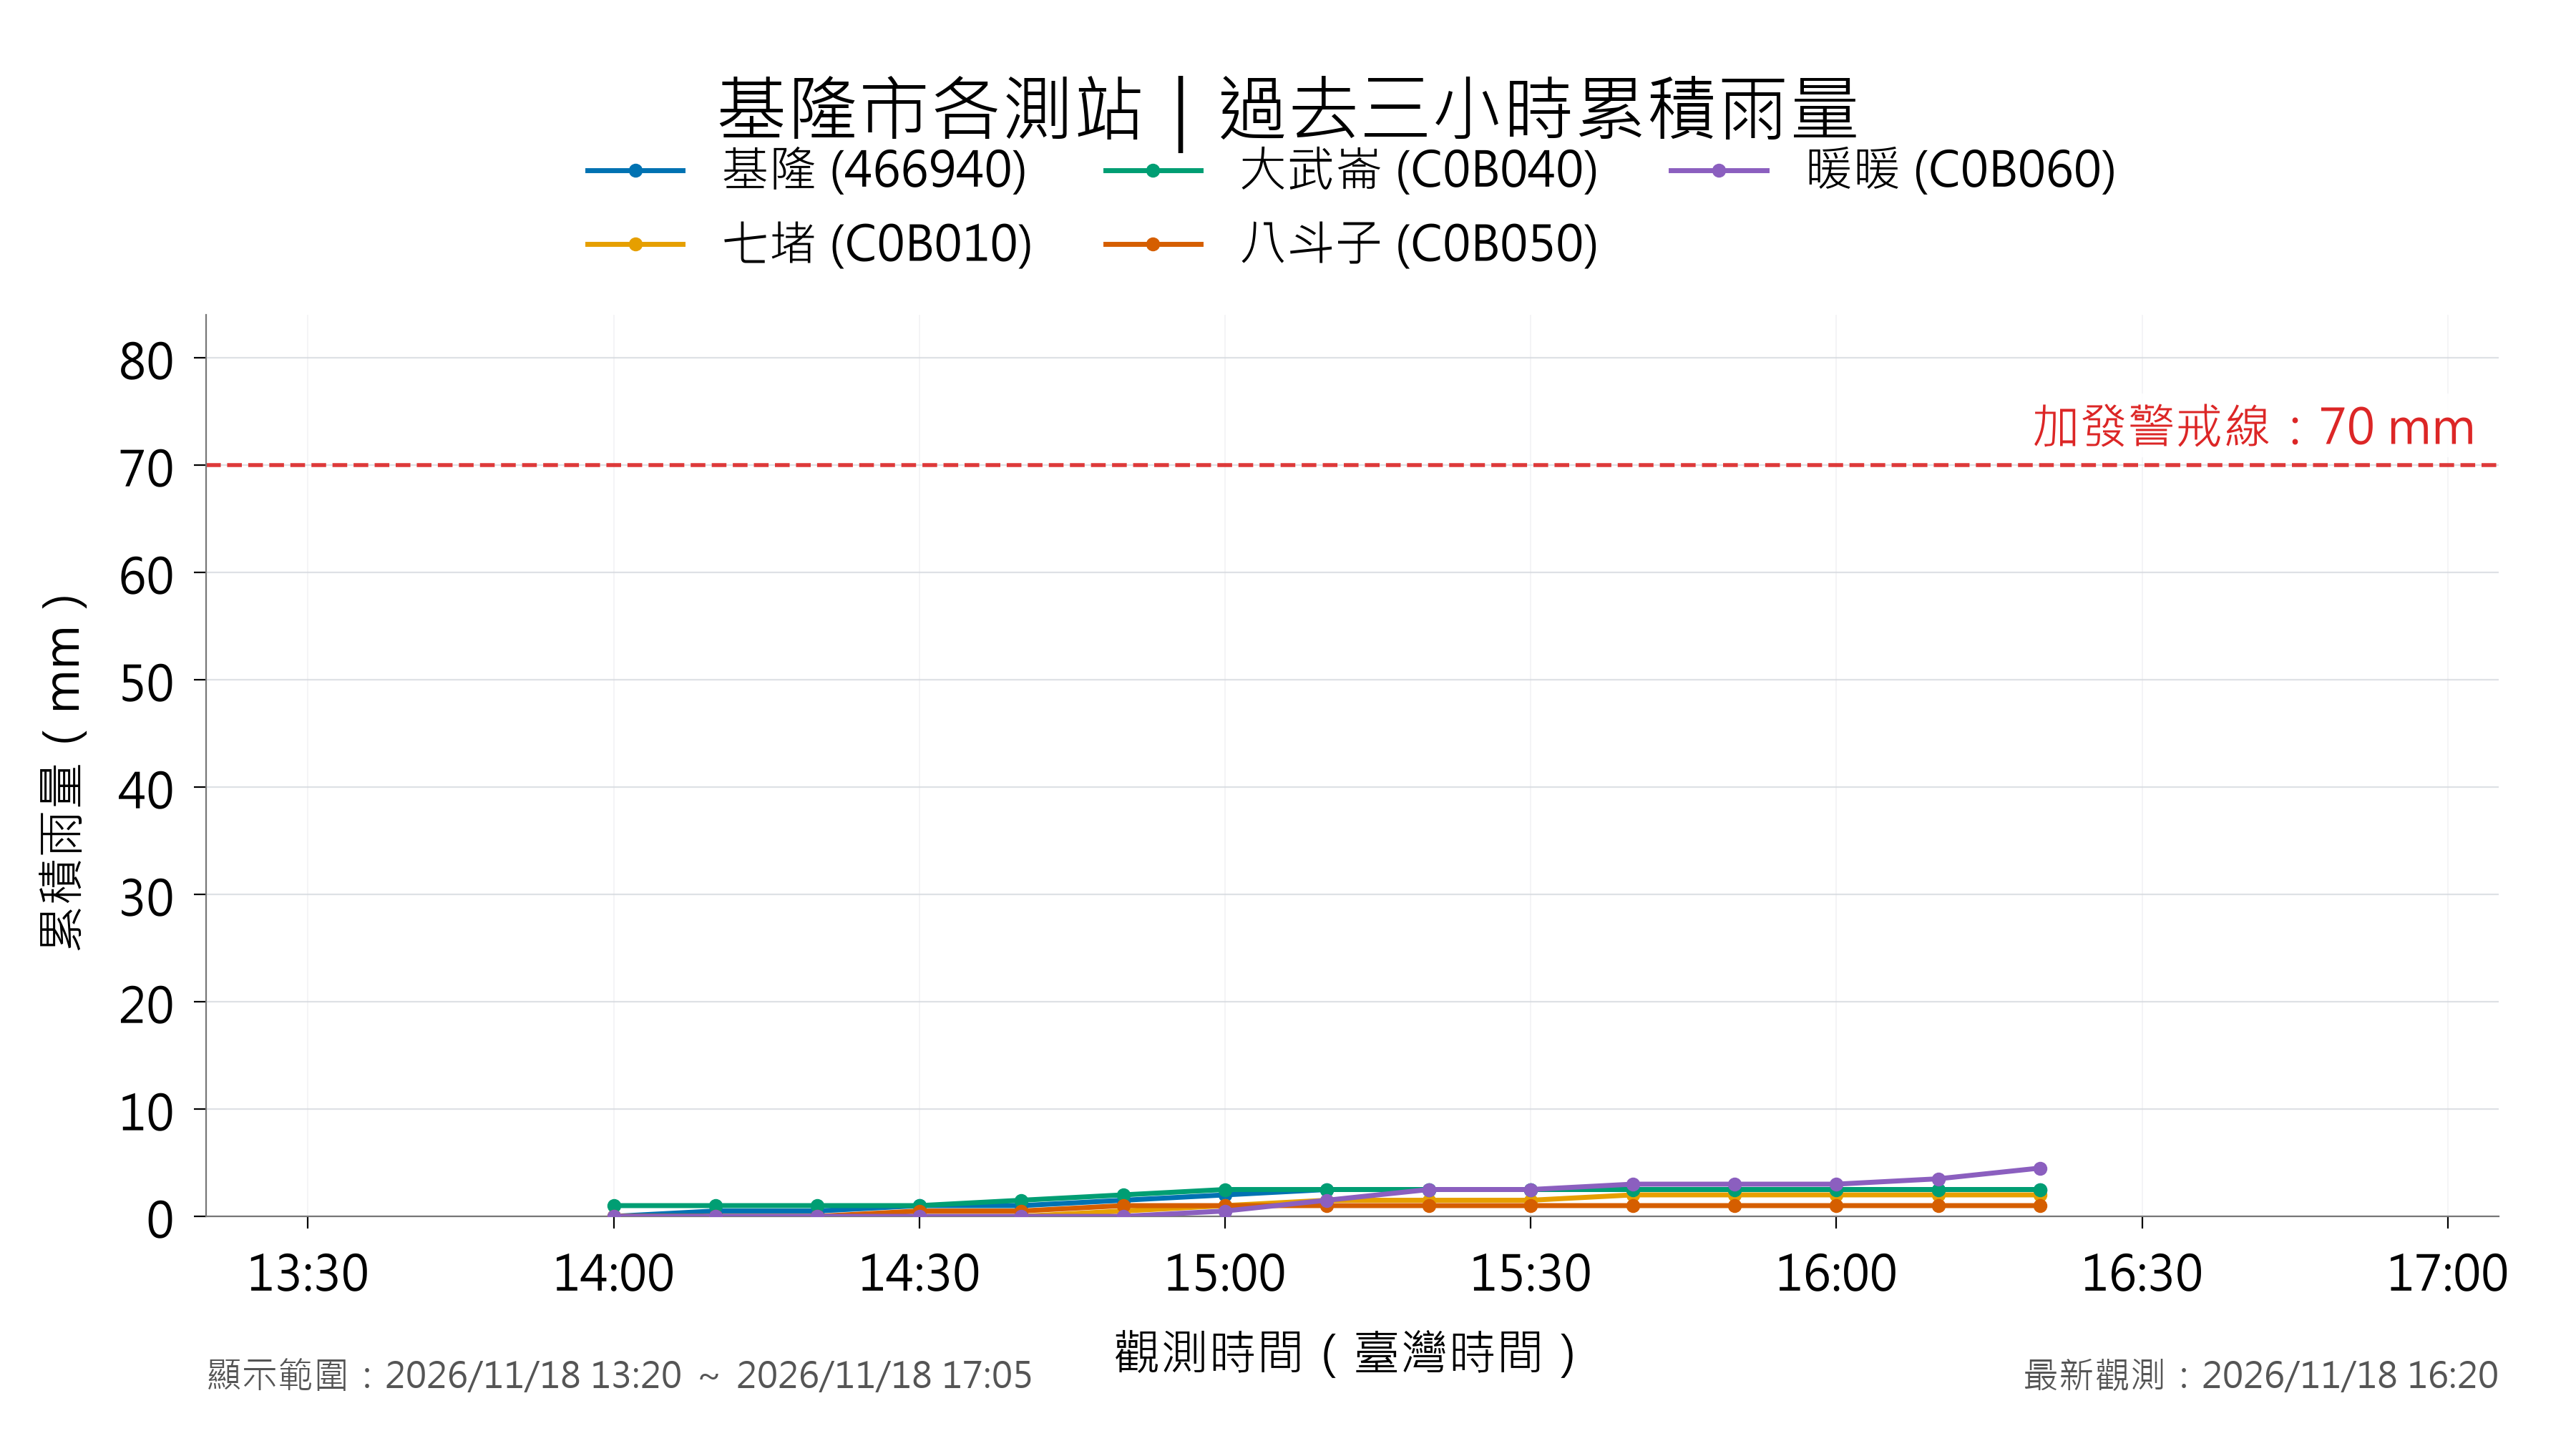 基隆市各測站｜過去三小時累積雨量
基隆 (466940) 大武崙 (C0B040) 暖暖 (C0B060)
七堵 (C0B010) 八斗子 (C0B050)
加發警戒線：70 mm
累積雨量（mm）
80
70
60
50
40
30
20
10
0
13:30 14:00 14:30 15:00 15:30 16:00 16:30 17:00
觀測時間（臺灣時間）
顯示範圍：2026/11/18 13:20 ~ 2026/11/18 17:05
最新觀測：2026/11/18 16:20